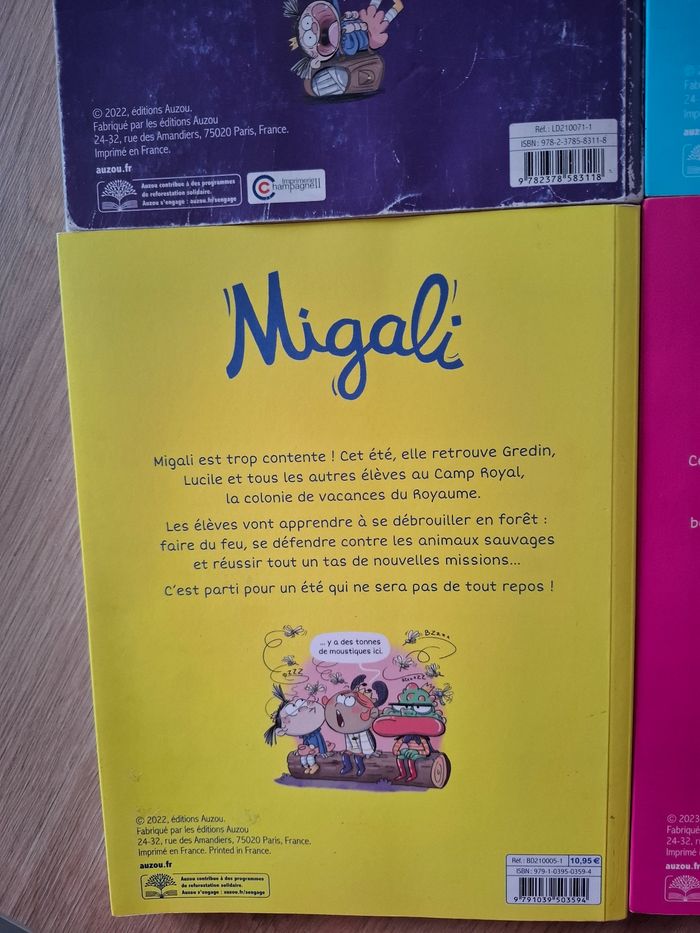 © 2022, éditions Auzou.
Fabriqué par les éditions Auzou
24-32, rue des Amandiers, 75020 Paris, France.
Imprimé en France.
auzou.fr
Auzou contribue à des programmes
de reforestation solidaire.
Auzou s'engage : auzou.fr/sengage
Imprimerie
Champagne
Réf.: LD210071-1
ISBN : 978-2-3785-8311-8
9 782378 583118
Migali
Migali est trop contente ! Cet été, elle retrouve Gredin,
Lucile et tous les autres élèves au Camp Royal,
la colonie de vacances du Royaume.
Les élèves vont apprendre à se débrouiller en forêt :
faire du feu, se défendre contre les animaux sauvages
et réussir tout un tas de nouvelles missions...
C'est parti pour un été qui ne sera pas de tout repos !
... y a des tonnes
de moustiques ici.
© 2022, éditions Auzou.
Fabriqué par les éditions Auzou
24-32, rue des Amandiers, 75020 Paris, France.
Imprimé en France. Printed in France.
auzou.fr
Auzou contribue à des programmes
de reforestation solidaire.
Auzou s'engage : auzou.fr/sengage
Réf.: BD210005-1 10,95 €
ISBN : 979-1-0395-0359-4
9 791039 503594
© 2023